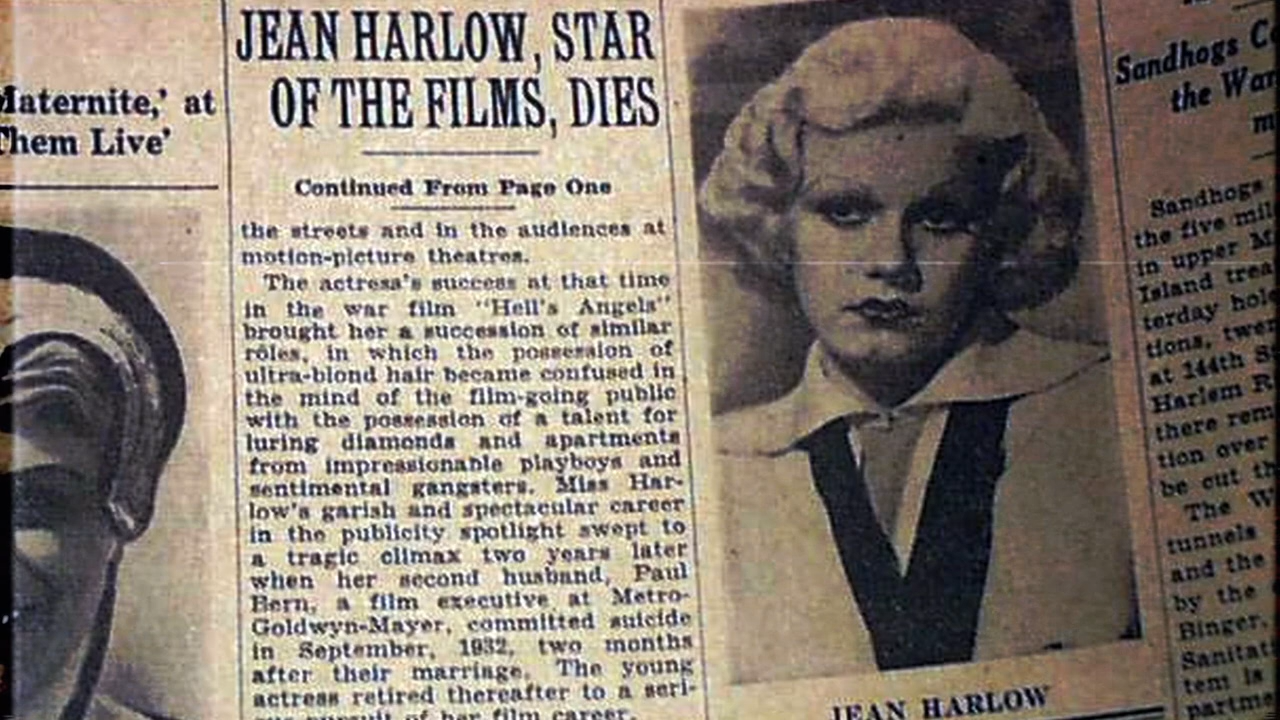 Maternite,' at
Them Live'
JEAN HARLOW, STAR
OF THE FILMS, DIES
Continued From Page One
the streets and in the audiences at
motion-picture theatres.
The actress's success at that time
in the war film "Hell's Angels"
brought her a succession of similar
rôles, in which the possession of
ultra-blond hair became confused in
the mind of the film-going public
with the possession of a talent for
luring diamonds and apartments
from impressionable playboys and
sentimental gangsters. Miss Har-
low's garish and spectacular career
in the publicity spotlight swept to
a tragic climax two years later
when her second husband, Paul
Bern, a film executive at Metro-
Goldwyn-Mayer, committed suicide
in September, 1932, two months
after their marriage. The young
actress retired thereafter to a seri-
ous pursuit of her film career.
JEAN HARLOW
Sandhogs
the
Sandhogs
the five
in upper
Island
terday
tions,
at 144th
Harlem
there
tion over
be cut
The
tunnels
and the
by the
Binger,
tem is